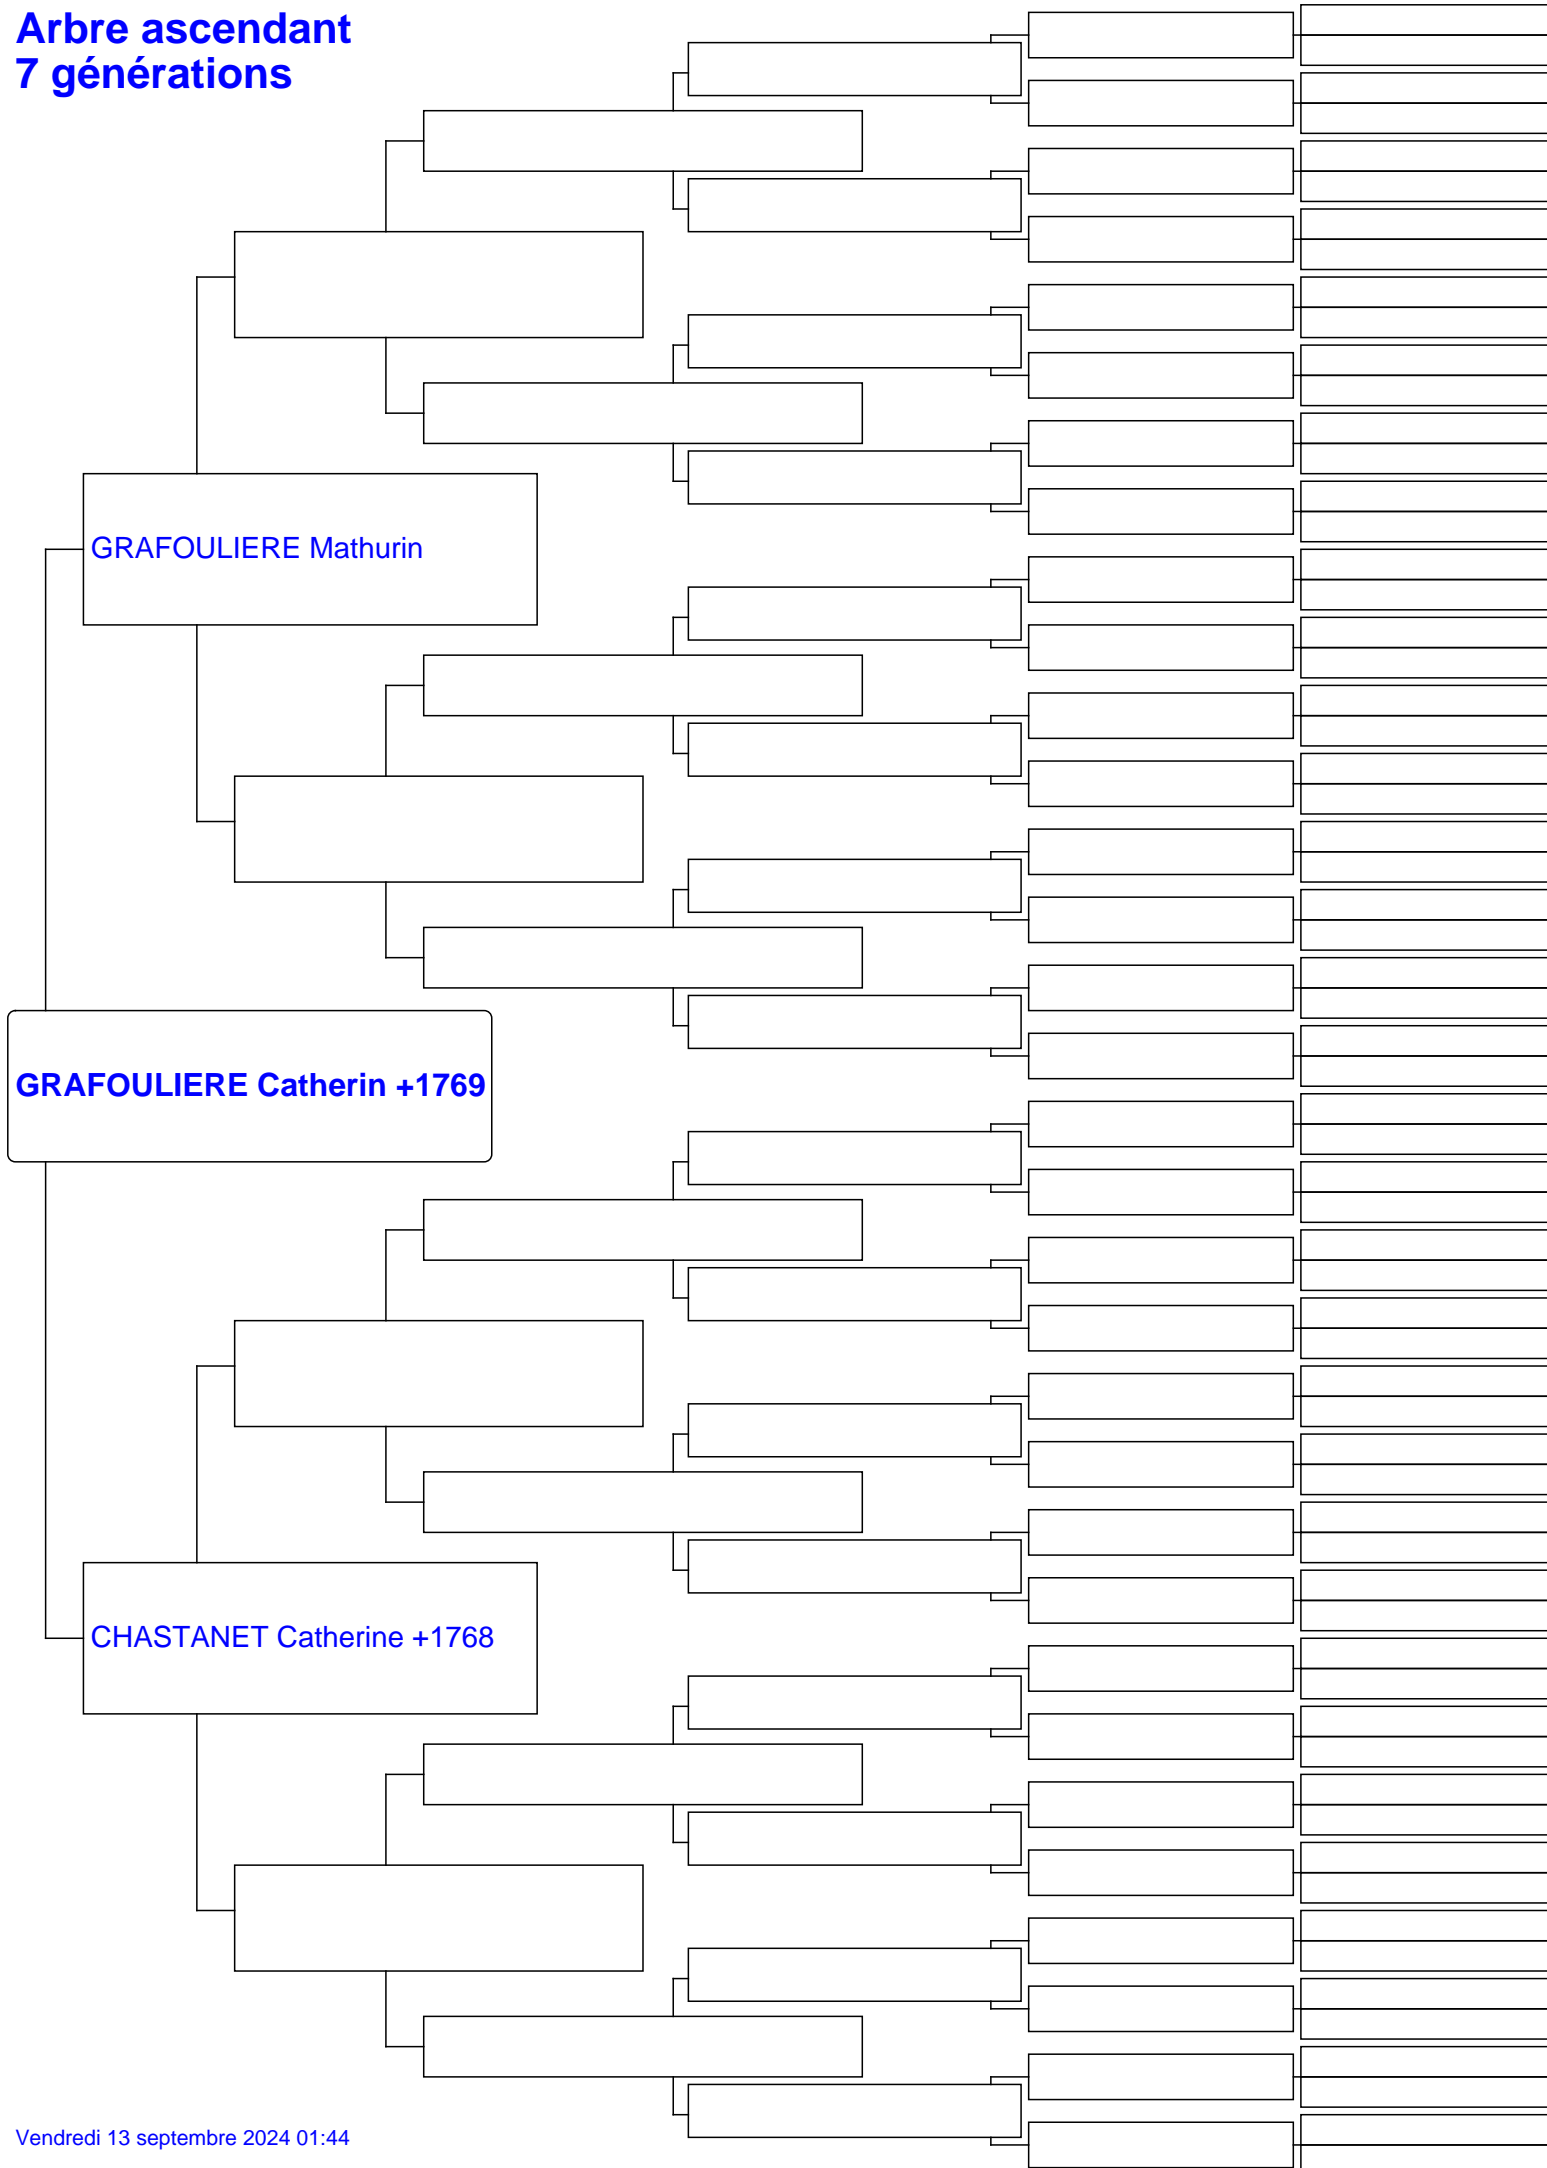 Arbre ascendant
7 générations
GRAFOULIERE Mathurin
GRAFOULIERE Catherin +1769
CHASTANET Catherine +1768
Vendredi 13 septembre 2024 01:44